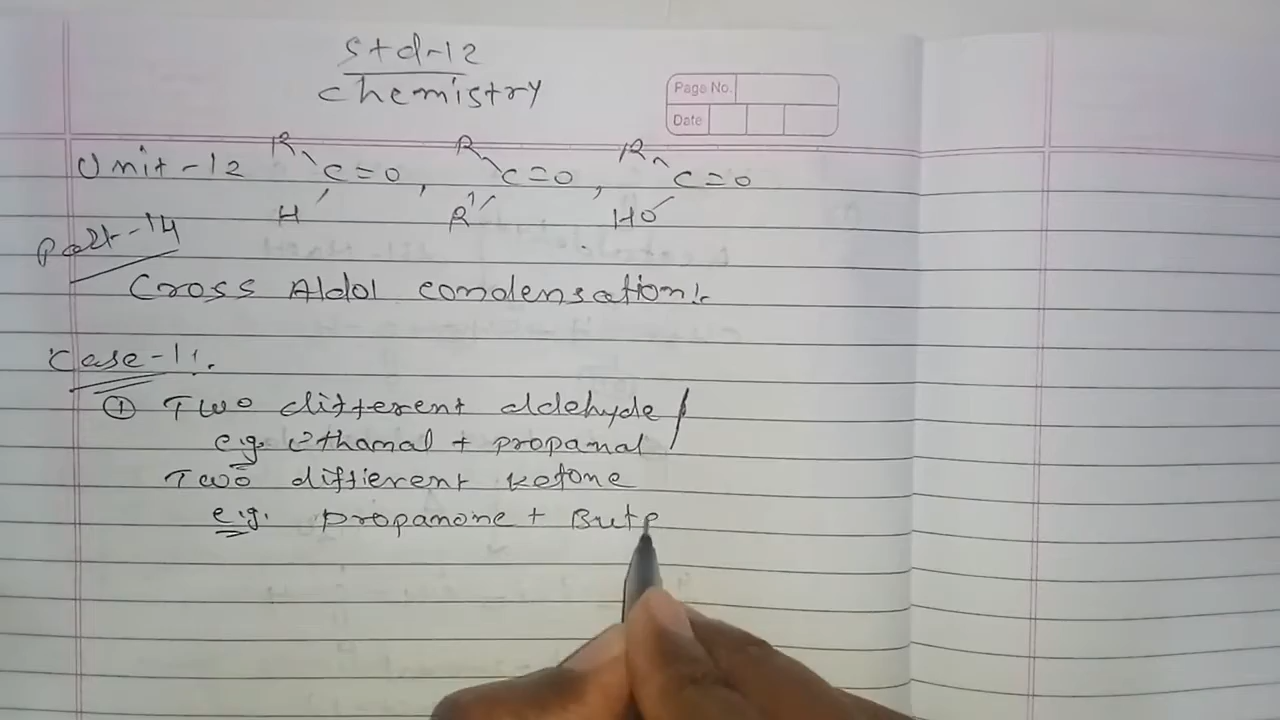 Std-12
Chemistry
Page No.
Date
Unit-12 R H C=O, R R' C=O, R HO C=O
Part-14
Cross Aldol condensation:-
Case-1:.
① Two different aldehyde /
e.g. Ethanal + propanal
Two different ketone
e.g. propanone + Bute